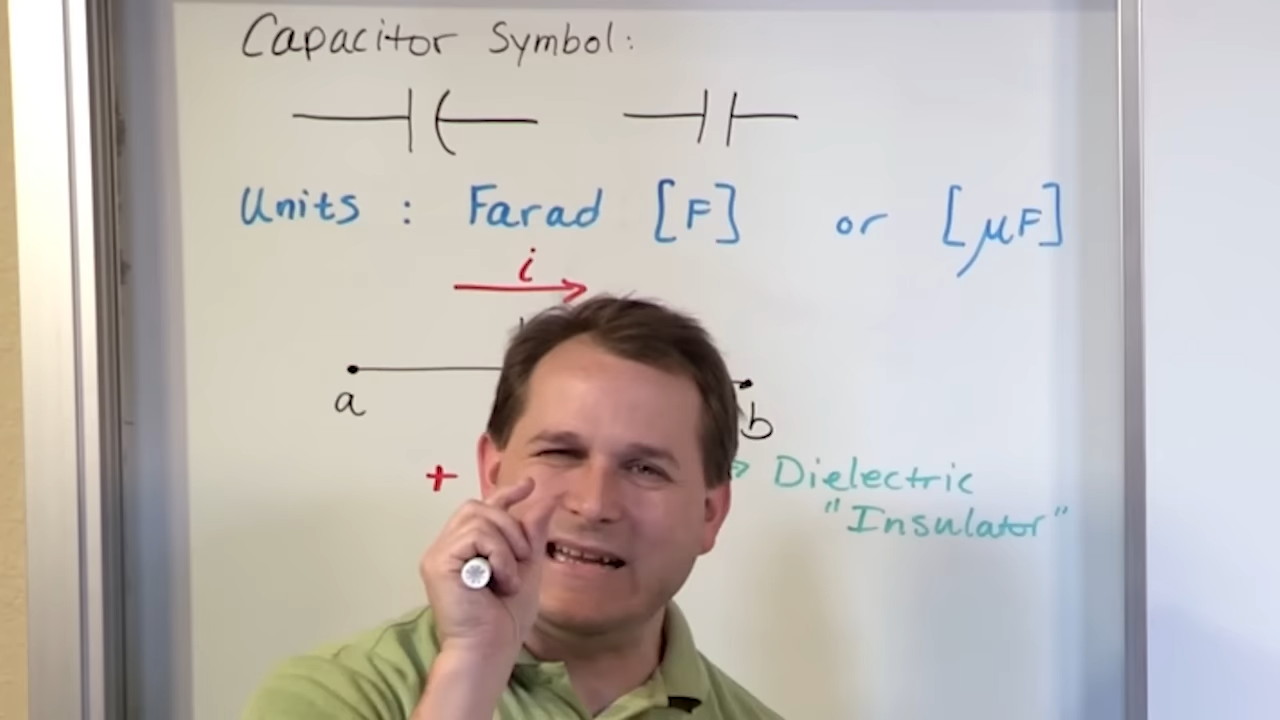 Capacitor Symbol:
Units : Farad [F] or [μF]
i
a
b
+
Dielectric
"Insulator"